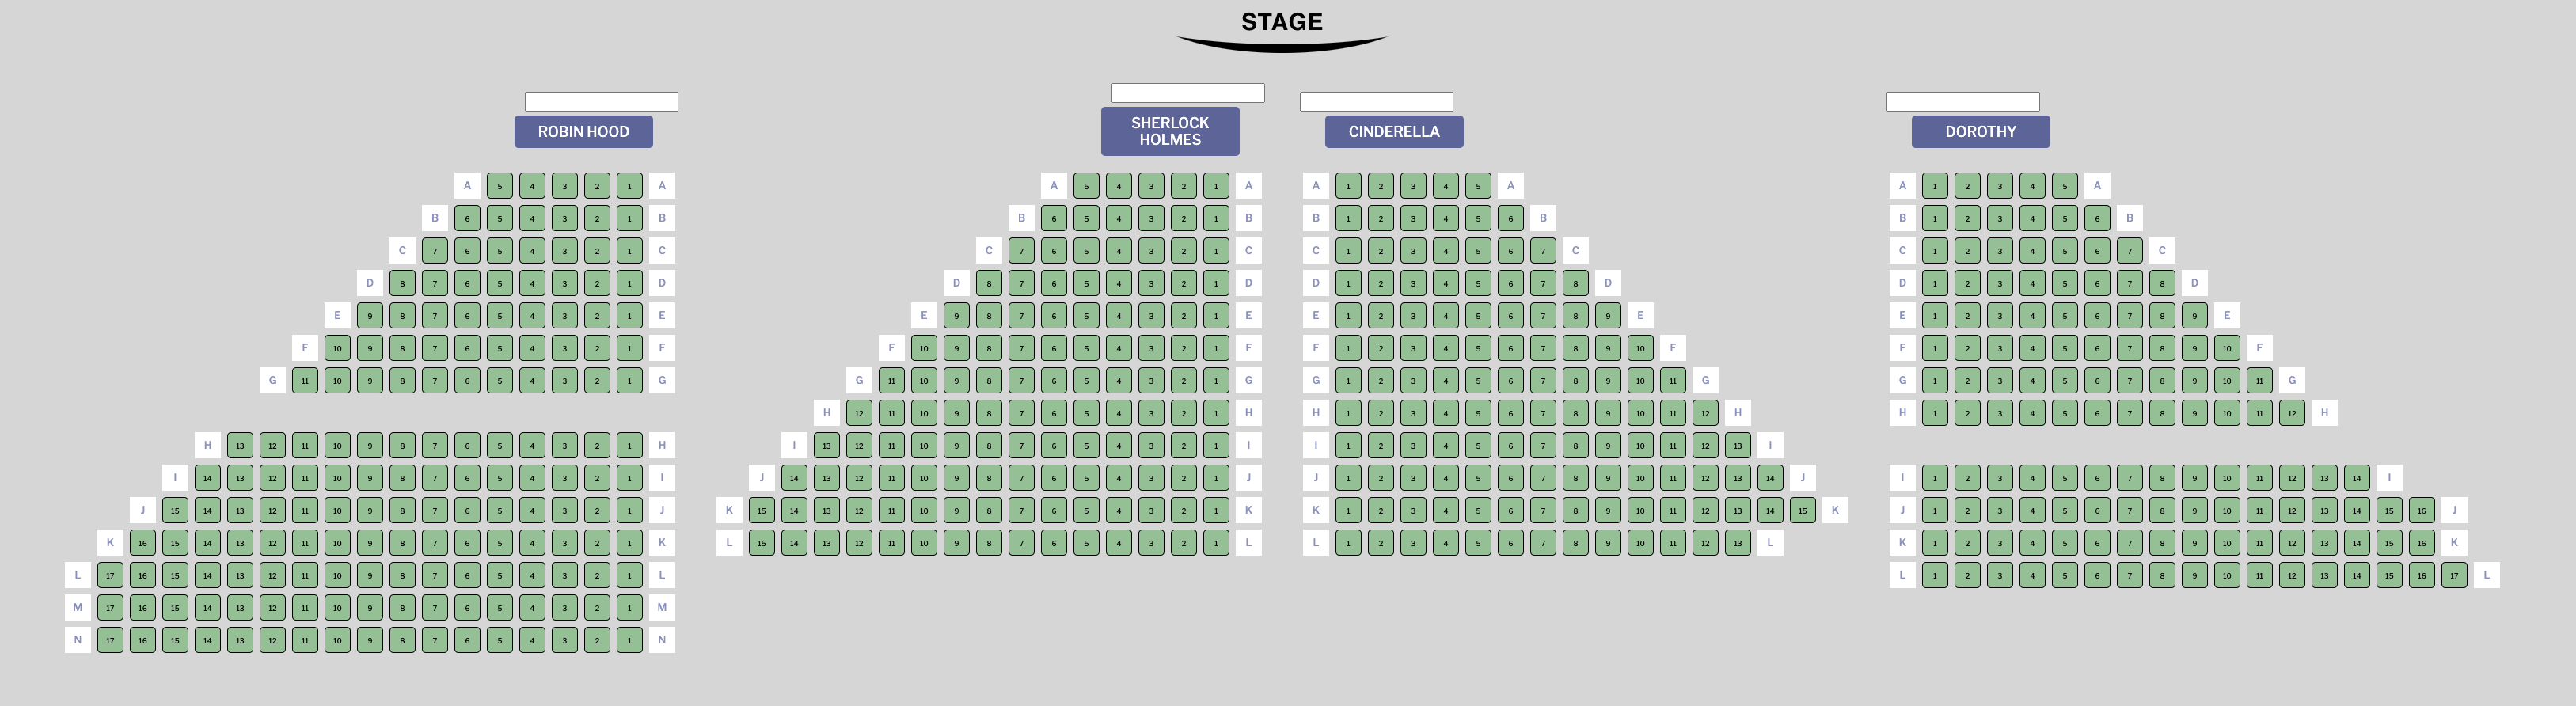 STAGE
ROBIN HOOD
SHERLOCK
HOLMES
CINDERELLA
DOROTHY
A 5 4 3 2 1 A A 5 4 3 2 1 A A 1 2 3 4 5 A A 1 2 3 4 5 A
B 6 5 4 3 2 1 B B 6 5 4 3 2 1 B B 1 2 3 4 5 6 B B 1 2 3 4 5 6 B
C 7 6 5 4 3 2 1 C C 7 6 5 4 3 2 1 C C 1 2 3 4 5 6 7 C C 1 2 3 4 5 6 7 C
D 8 7 6 5 4 3 2 1 D D 8 7 6 5 4 3 2 1 D D 1 2 3 4 5 6 7 8 D D 1 2 3 4 5 6 7 8 D
E 9 8 7 6 5 4 3 2 1 E E 9 8 7 6 5 4 3 2 1 E E 1 2 3 4 5 6 7 8 9 E E 1 2 3 4 5 6 7 8 9 E
F 10 9 8 7 6 5 4 3 2 1 F F 10 9 8 7 6 5 4 3 2 1 F F 1 2 3 4 5 6 7 8 9 10 F F 1 2 3 4 5 6 7 8 9 10 F
G 11 10 9 8 7 6 5 4 3 2 1 G G 11 10 9 8 7 6 5 4 3 2 1 G G 1 2 3 4 5 6 7 8 9 10 11 G G 1 2 3 4 5 6 7 8 9 10 11 G
H 12 11 10 9 8 7 6 5 4 3 2 1 H H 1 2 3 4 5 6 7 8 9 10 11 12 H H 1 2 3 4 5 6 7 8 9 10 11 12 H
H 13 12 11 10 9 8 7 6 5 4 3 2 1 H I 13 12 11 10 9 8 7 6 5 4 3 2 1 I I 1 2 3 4 5 6 7 8 9 10 11 12 13 I
I 14 13 12 11 10 9 8 7 6 5 4 3 2 1 I J 14 13 12 11 10 9 8 7 6 5 4 3 2 1 J J 1 2 3 4 5 6 7 8 9 10 11 12 13 14 J I 1 2 3 4 5 6 7 8 9 10 11 12 13 14 I
J 15 14 13 12 11 10 9 8 7 6 5 4 3 2 1 J K 15 14 13 12 11 10 9 8 7 6 5 4 3 2 1 K K 1 2 3 4 5 6 7 8 9 10 11 12 13 14 15 K J 1 2 3 4 5 6 7 8 9 10 11 12 13 14 15 16 J
K 16 15 14 13 12 11 10 9 8 7 6 5 4 3 2 1 K L 15 14 13 12 11 10 9 8 7 6 5 4 3 2 1 L L 1 2 3 4 5 6 7 8 9 10 11 12 13 L K 1 2 3 4 5 6 7 8 9 10 11 12 13 14 15 16 K
L 17 16 15 14 13 12 11 10 9 8 7 6 5 4 3 2 1 L L 1 2 3 4 5 6 7 8 9 10 11 12 13 14 15 16 17 L
M 17 16 15 14 13 12 11 10 9 8 7 6 5 4 3 2 1 M
N 17 16 15 14 13 12 11 10 9 8 7 6 5 4 3 2 1 N